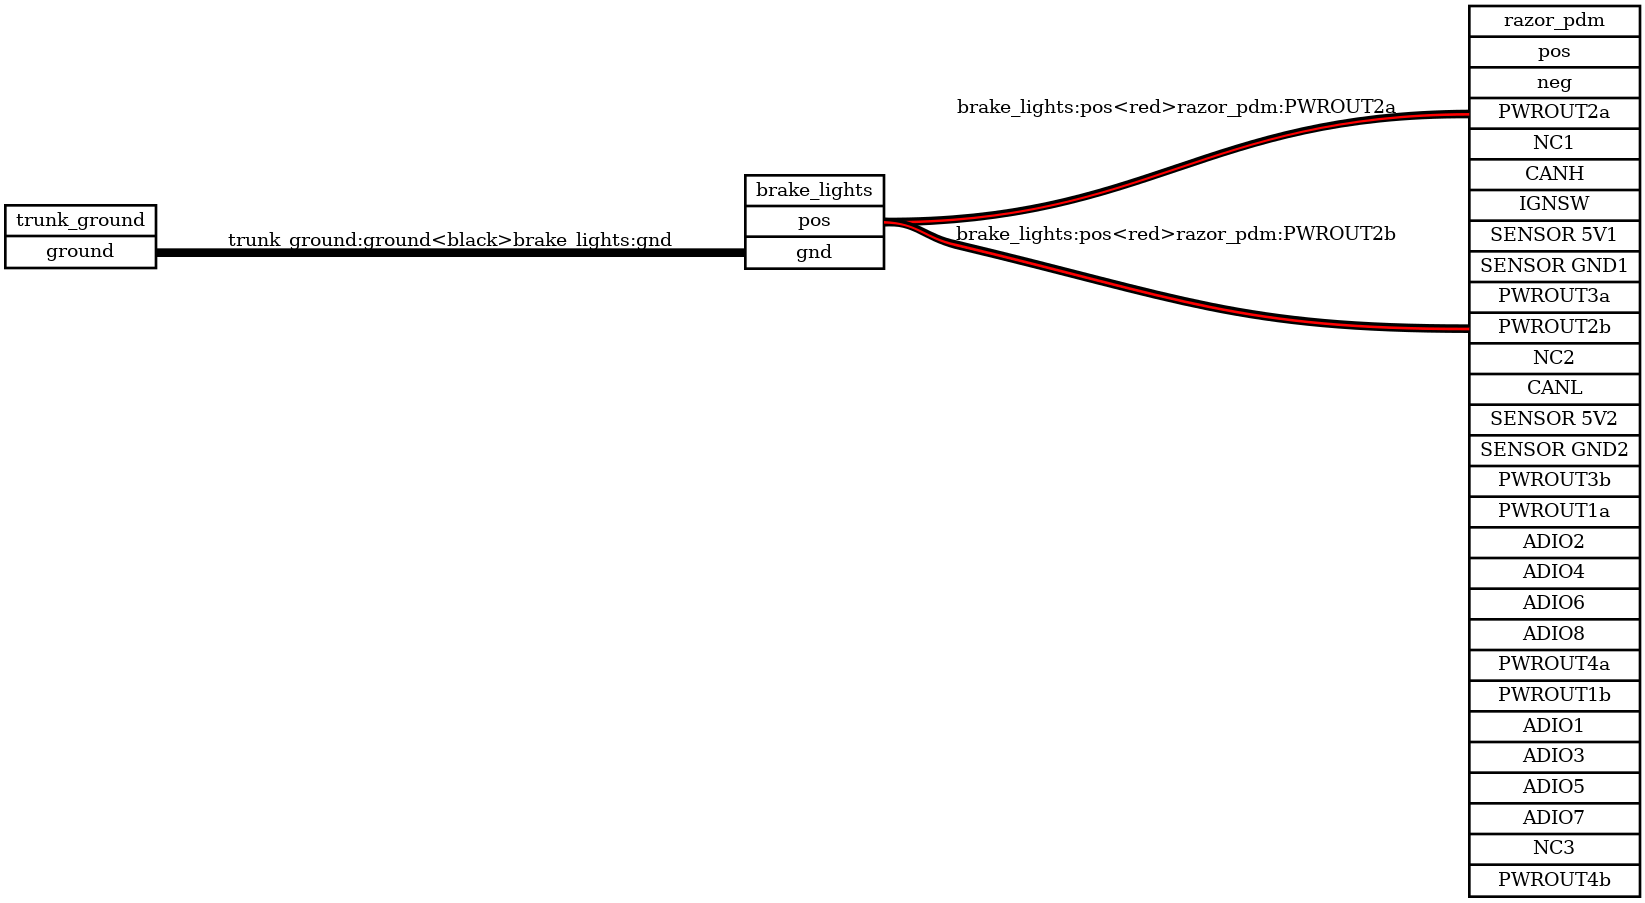 trunk_ground
ground
trunk_ground:ground<black>brake_lights:gnd
brake_lights
pos
gnd
brake_lights:pos<red>razor_pdm:PWROUT2a
brake_lights:pos<red>razor_pdm:PWROUT2b
razor_pdm
pos
neg
PWROUT2a
NC1
CANH
IGNSW
SENSOR 5V1
SENSOR GND1
PWROUT3a
PWROUT2b
NC2
CANL
SENSOR 5V2
SENSOR GND2
PWROUT3b
PWROUT1a
ADIO2
ADIO4
ADIO6
ADIO8
PWROUT4a
PWROUT1b
ADIO1
ADIO3
ADIO5
ADIO7
NC3
PWROUT4b